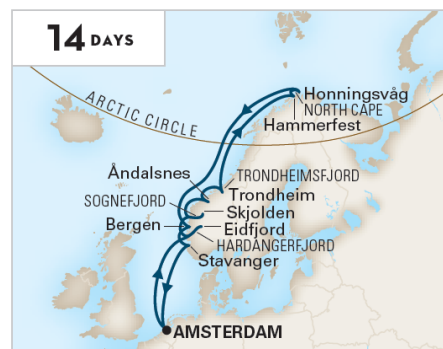 14 DAYS
ARCTIC CIRCLE
Honningsvåg
NORTH CAPE
Hammerfest
Åndalsnes
TRONDHEIMSFJORD
SOGNEFJORD
Trondheim
Skjolden
Bergen
Eidfjord
HARDANGERFJORD
Stavanger
AMSTERDAM